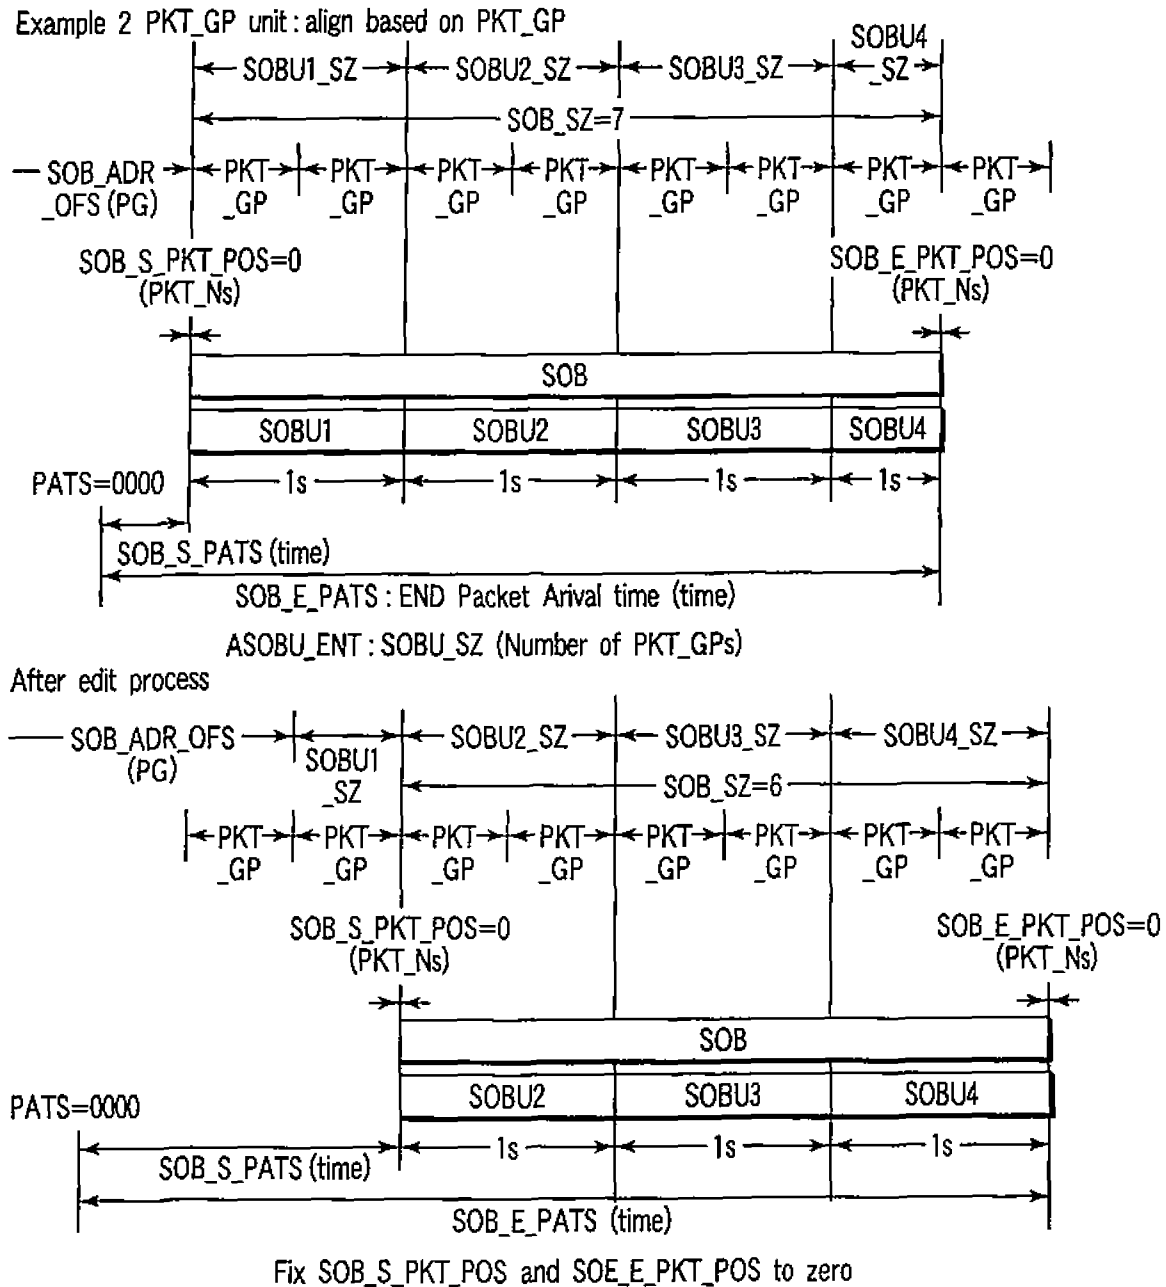 Example 2 PKT_GP unit : align based on PKT_GP
SOBU1_SZ
SOBU2_SZ
SOBU3_SZ
SOBU4
_SZ
SOB_SZ=7
SOB_ADR
_OFS (PG)
PKT
_GP
PKT
_GP
PKT
_GP
PKT
_GP
PKT
_GP
PKT
_GP
PKT
_GP
PKT
_GP
SOB_S_PKT_POS=0
(PKT_Ns)
SOB_E_PKT_POS=0
(PKT_Ns)
SOB
SOBU1
SOBU2
SOBU3
SOBU4
PATS=0000
1s
1s
1s
1s
SOB_S_PATS (time)
SOB_E_PATS : END Packet Arival time (time)
ASOBU_ENT : SOBU_SZ (Number of PKT_GPs)
After edit process
SOB_ADR_OFS
(PG)
SOBU1
_SZ
SOBU2_SZ
SOBU3_SZ
SOBU4_SZ
SOB_SZ=6
PKT
_GP
PKT
_GP
PKT
_GP
PKT
_GP
PKT
_GP
PKT
_GP
PKT
_GP
PKT
_GP
SOB_S_PKT_POS=0
(PKT_Ns)
SOB_E_PKT_POS=0
(PKT_Ns)
SOB
SOBU2
SOBU3
SOBU4
PATS=0000
1s
1s
1s
SOB_S_PATS (time)
SOB_E_PATS (time)
Fix SOB_S_PKT_POS and SOE_E_PKT_POS to zero